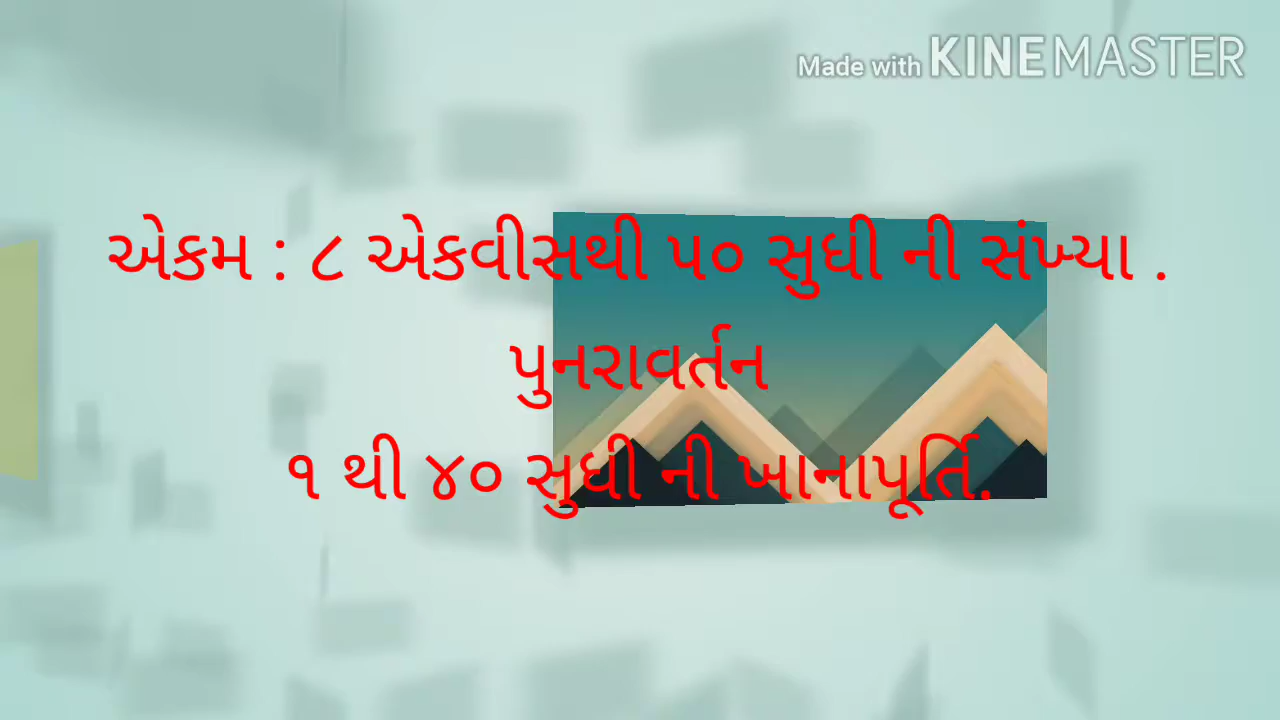 Made with KINEMASTER
એકમ : ૮ એકવીસથી ૫૦ સુધી ની સંખ્યા .
પુનરાવર્તન
૧ થી ૪૦ સુધી ની ખાનાપૂર્તિ.